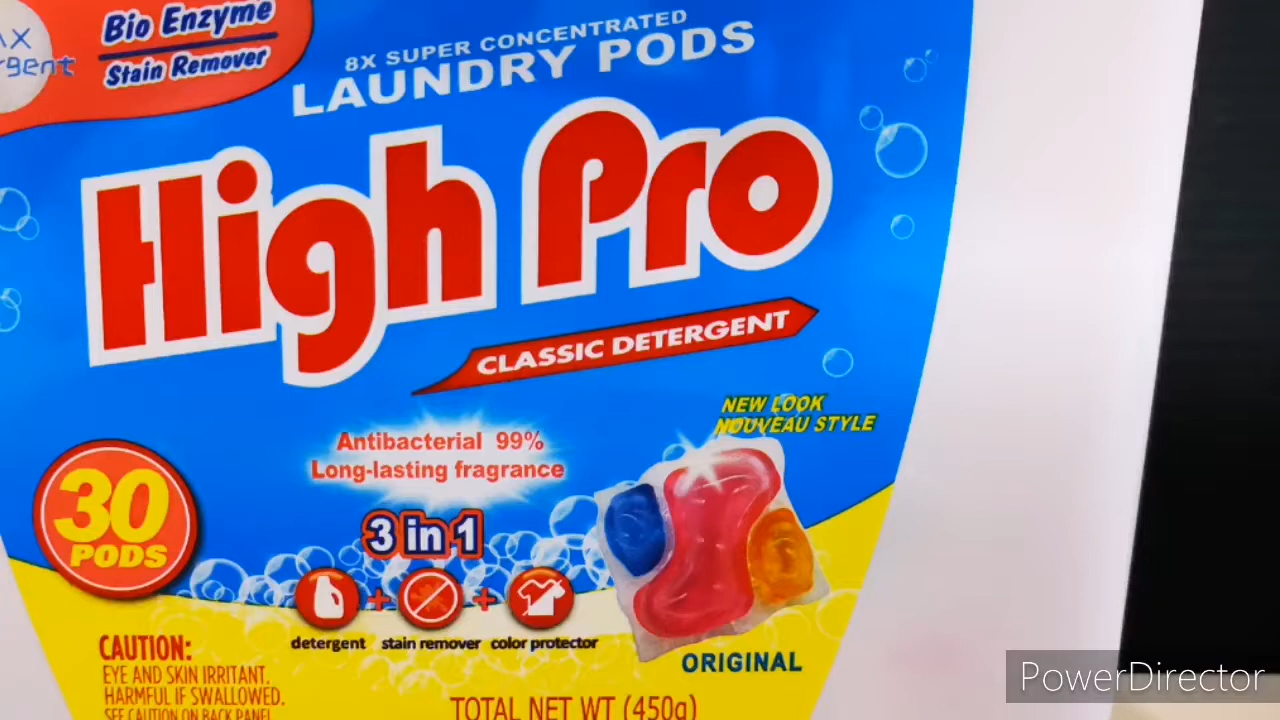 Bio Enzyme
Stain Remover
8X SUPER CONCENTRATED
LAUNDRY PODS
High Pro
CLASSIC DETERGENT
NEW LOOK
NOUVEAU STYLE
Antibacterial 99%
Long-lasting fragrance
30
PODS
3 in 1
detergent stain remover color protector
CAUTION:
EYE AND SKIN IRRITANT.
HARMFUL IF SWALLOWED.
SEE CAUTION ON BACK PANEL
ORIGINAL
TOTAL NET WT (450g)
PowerDirector